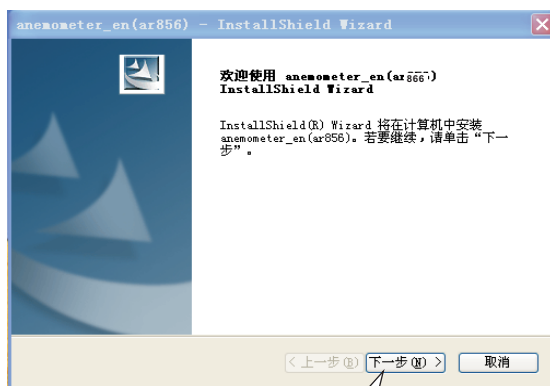 anemometer_en(ar856) - InstallShield Wizard
欢迎使用 anemometer_en(ar866)
InstallShield Wizard
InstallShield(R) Wizard 将在计算机中安装
anemometer_en(ar856)。若要继续，请单击“下一
步”。
< 上一步(B)
下一步(N) >
取消